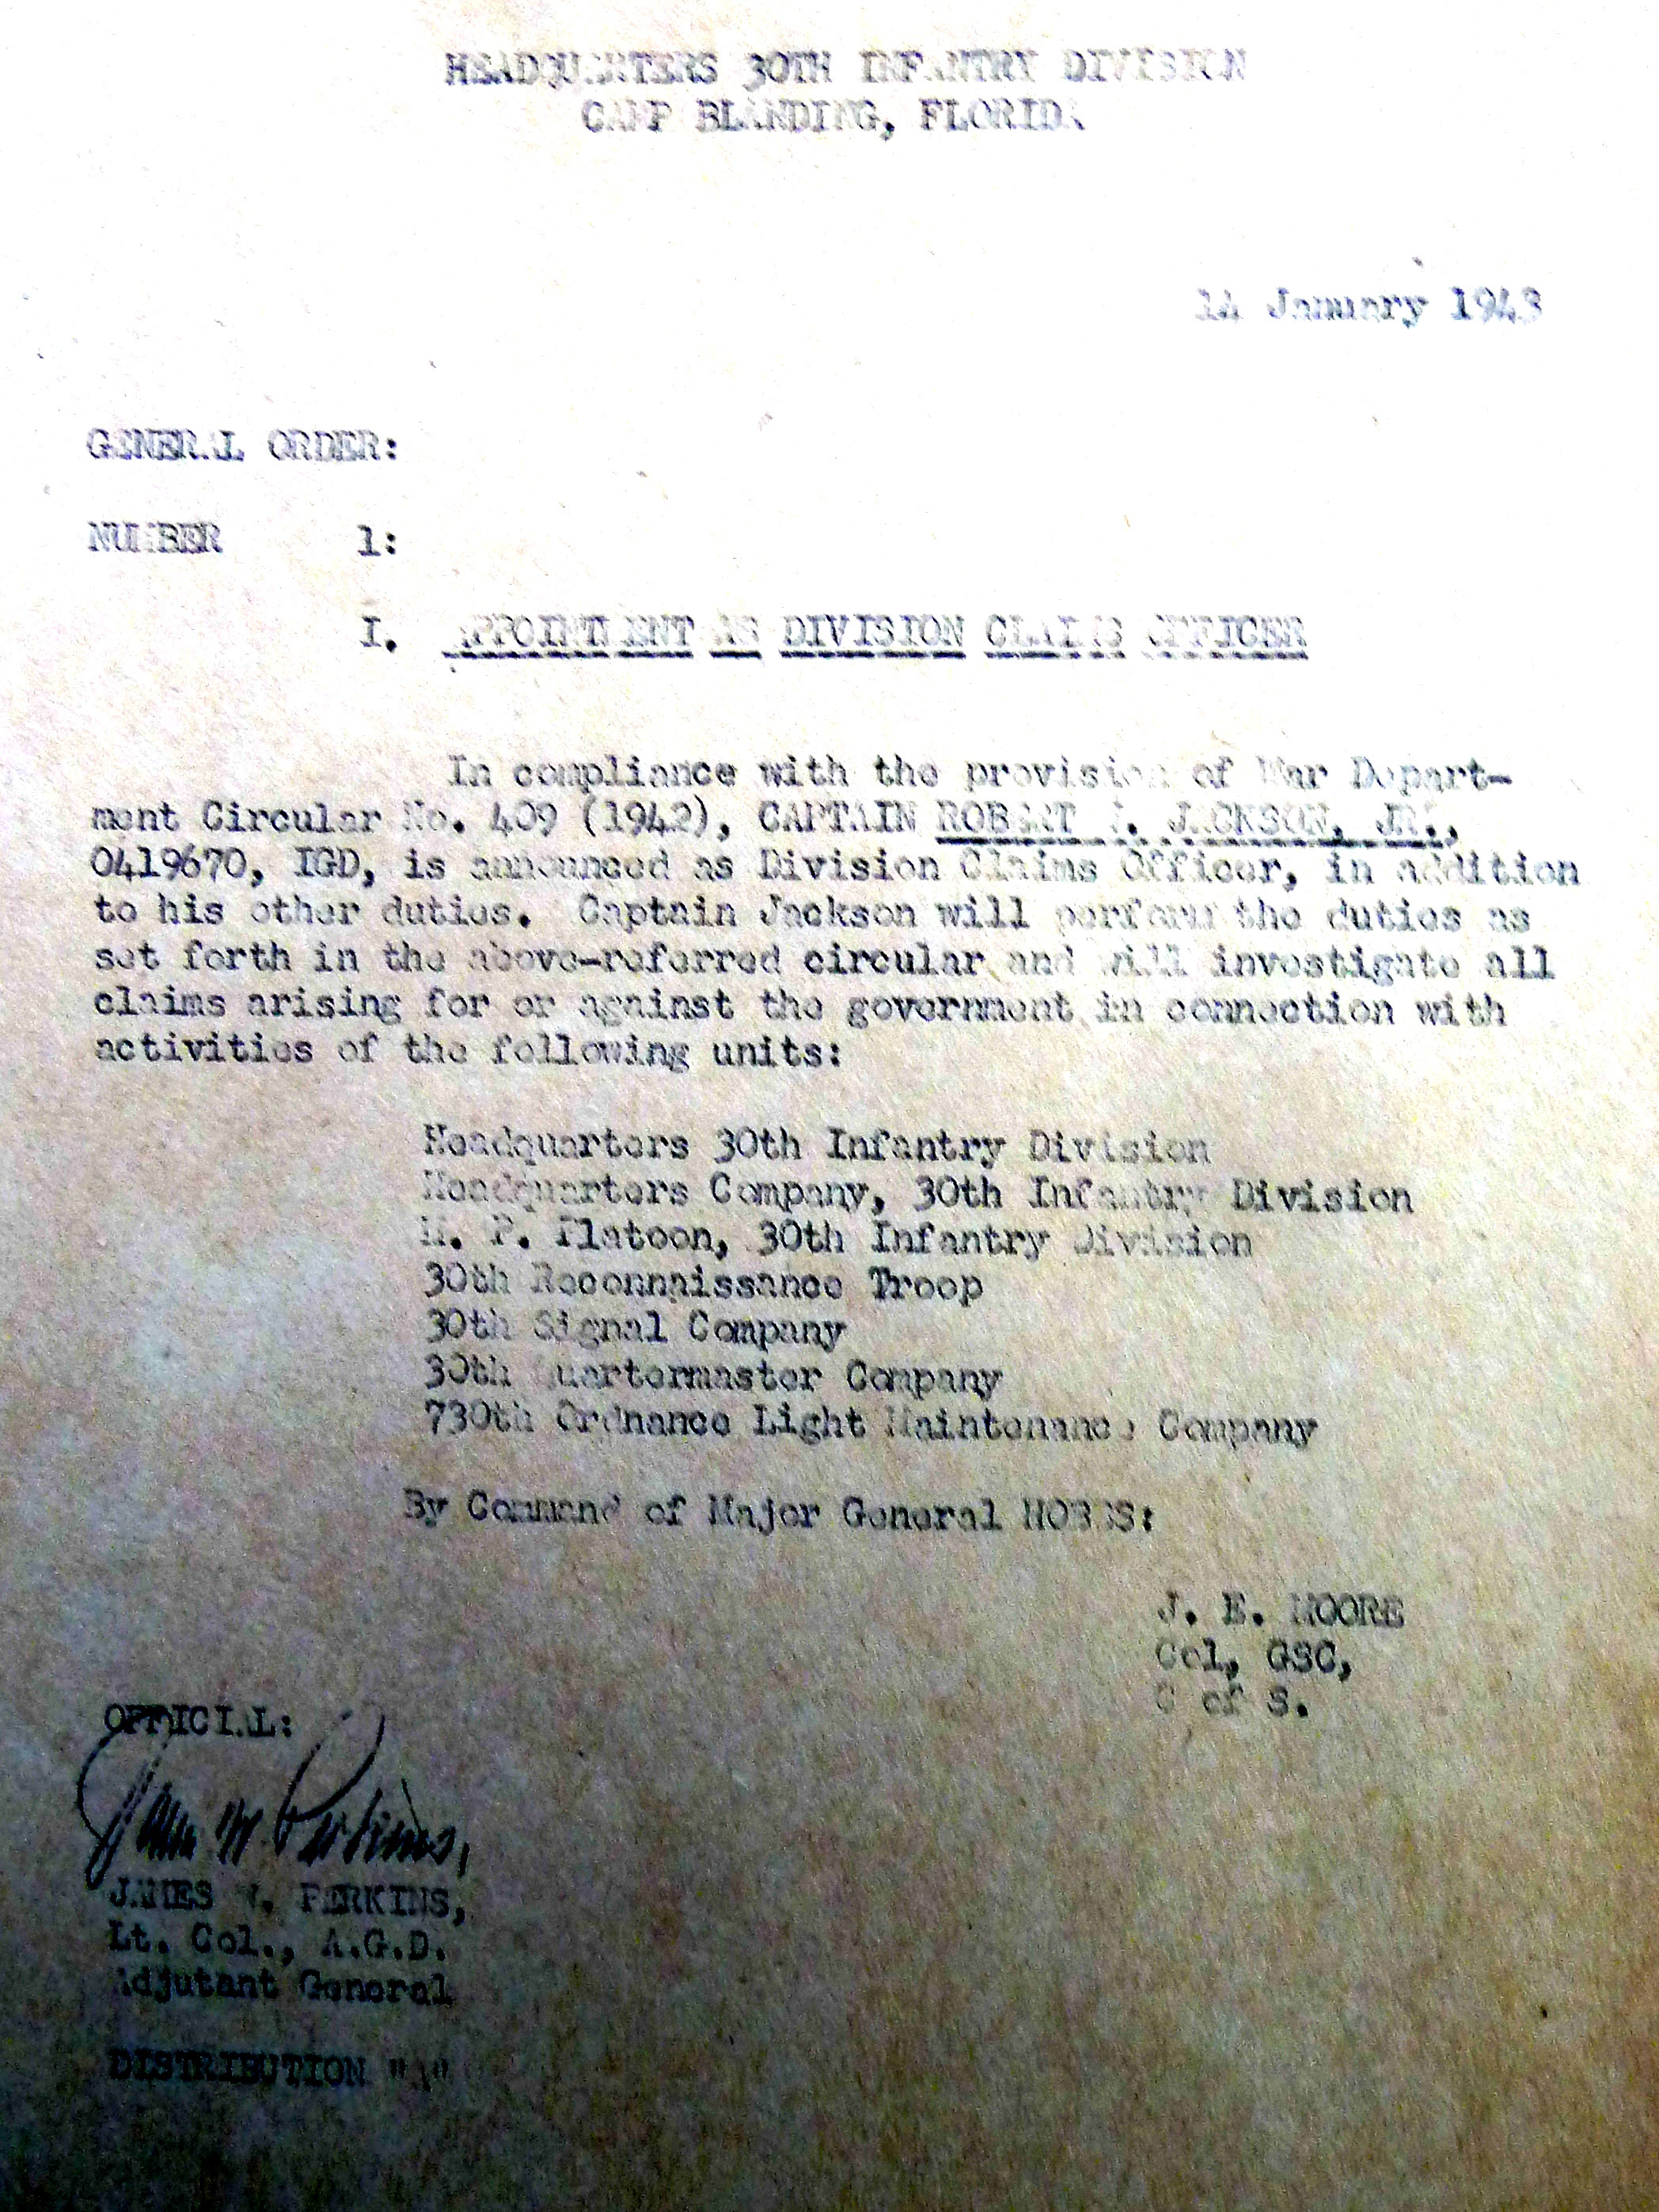 HEADQUARTERS 30TH INFANTRY DIVISION
CAMP BLANDING, FLORIDA
14 January 1943
GENERAL ORDER:
NUMBER 1:
I. APPOINTMENT AS DIVISION CLAIMS OFFICER
In compliance with the provision of War Depart-
ment Circular No. 409 (1942), CAPTAIN ROBERT JACKSON, JR.,
0419670, IGD, is announced as Division Claims Officer, in addition
to his other duties. Captain Jackson will perform the duties as
set forth in the above-referred circular and will investigate all
claims arising for or against the government in connection with
activities of the following units:
Headquarters 30th Infantry Division
Headquarters Company, 30th Infantry Division
M. P. Platoon, 30th Infantry Division
30th Reconnaissance Troop
30th Signal Company
30th Quartermaster Company
730th Ordnance Light Maintenance Company
By Command of Major General HOBBS:
J. E. MOORE
Col, GSC,
C of S.
OFFICIAL:
James W. Perkins,
JAMES W. PERKINS,
Lt. Col., A.G.D.
Adjutant General
DISTRIBUTION "A"